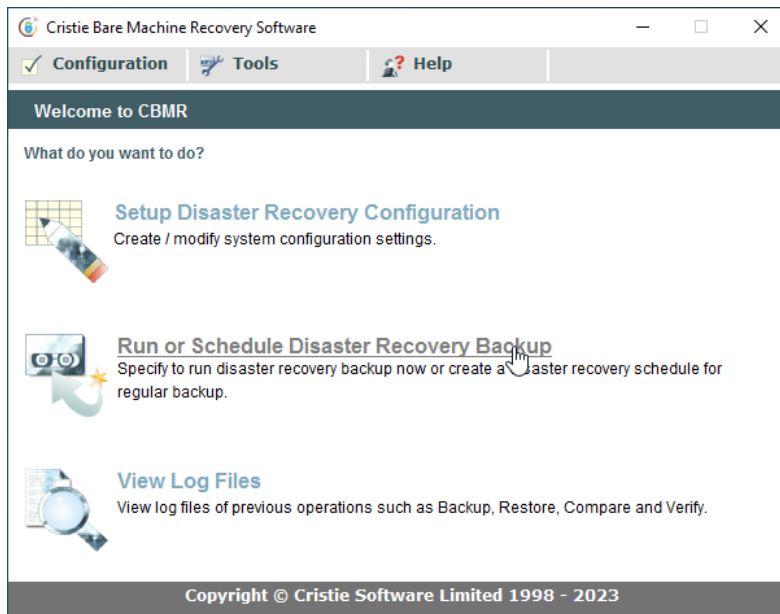 Cristie Bare Machine Recovery Software
Configuration Tools Help
Welcome to CBMR
What do you want to do?
Setup Disaster Recovery Configuration
Create / modify system configuration settings.
Run or Schedule Disaster Recovery Backup
Specify to run disaster recovery backup now or create a disaster recovery schedule for
regular backup.
View Log Files
View log files of previous operations such as Backup, Restore, Compare and Verify.
Copyright © Cristie Software Limited 1998 - 2023